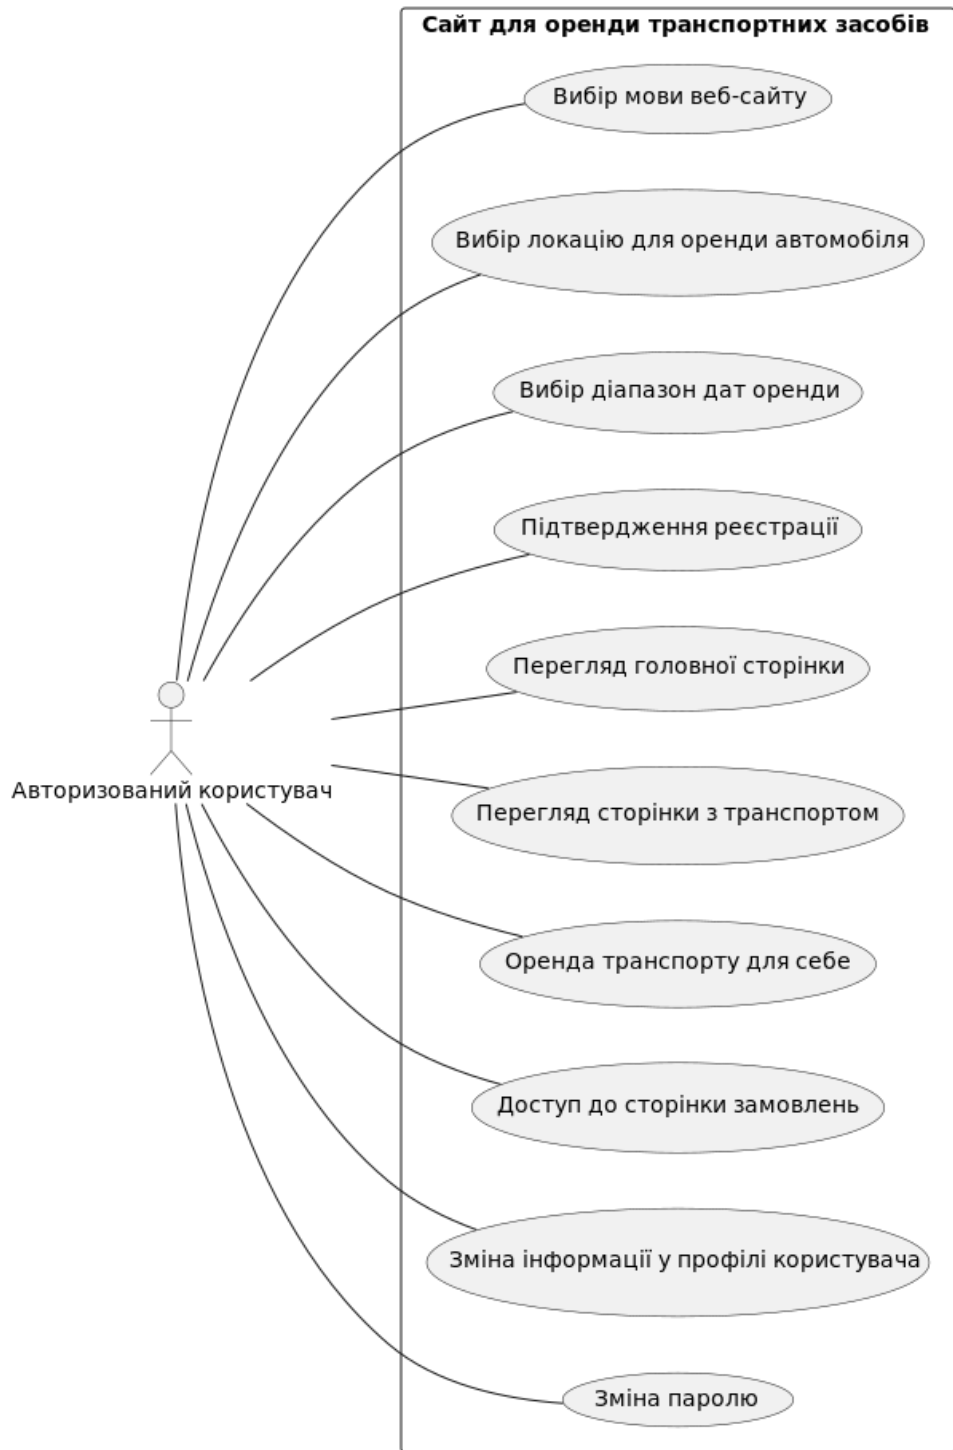 Сайт для оренди транспортних засобів
Вибір мови веб-сайту
Вибір локацію для оренди автомобіля
Вибір діапазон дат оренди
Підтвердження реєстрації
Перегляд головної сторінки
Авторизований користувач
Перегляд сторінки з транспортом
Оренда транспорту для себе
Доступ до сторінки замовлень
Зміна інформації у профілі користувача
Зміна паролю